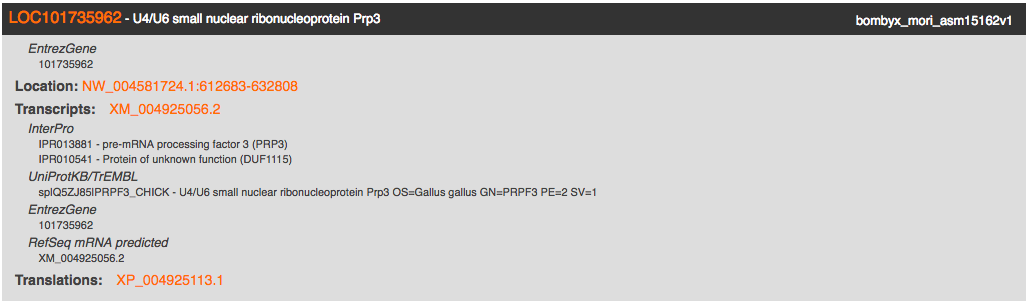 LOC101735962 - U4/U6 small nuclear ribonucleoprotein Prp3 bombyx_mori_asm15162v1
EntrezGene
101735962
Location: NW_004581724.1:612683-632808
Transcripts: XM_004925056.2
InterPro
IPR013881 - pre-mRNA processing factor 3 (PRP3)
IPR010541 - Protein of unknown function (DUF1115)
UniProtKB/TrEMBL
sp|Q5ZJ85|PRPF3_CHICK - U4/U6 small nuclear ribonucleoprotein Prp3 OS=Gallus gallus GN=PRPF3 PE=2 SV=1
EntrezGene
101735962
RefSeq mRNA predicted
XM_004925056.2
Translations: XP_004925113.1